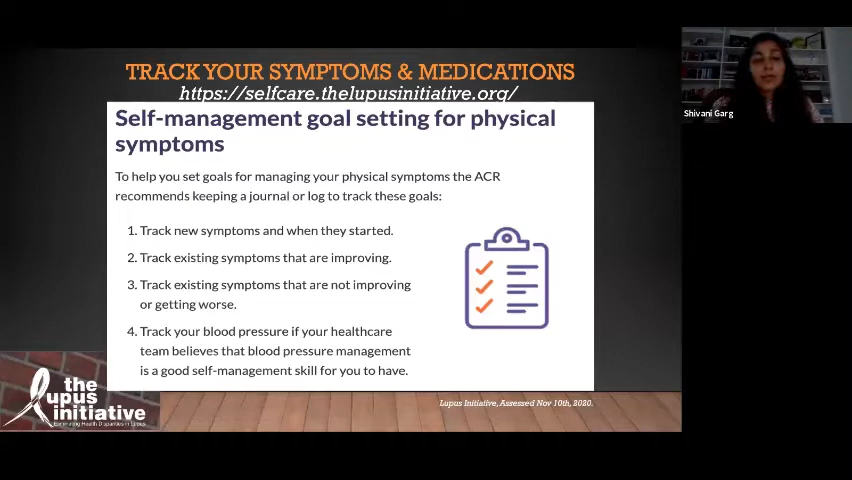 TRACK YOUR SYMPTOMS & MEDICATIONS
https://selfcare.thelupusinitiative.org/
Self-management goal setting for physical
symptoms
To help you set goals for managing your physical symptoms the ACR
recommends keeping a journal or log to track these goals:
1. Track new symptoms and when they started.
2. Track existing symptoms that are improving.
3. Track existing symptoms that are not improving
or getting worse.
4. Track your blood pressure if your healthcare
team believes that blood pressure management
is a good self-management skill for you to have.
the
lupus
initiative
Eliminating Health Disparities in Lupus
Lupus Initiative, Assessed Nov 10th, 2020.
Shivani Garg